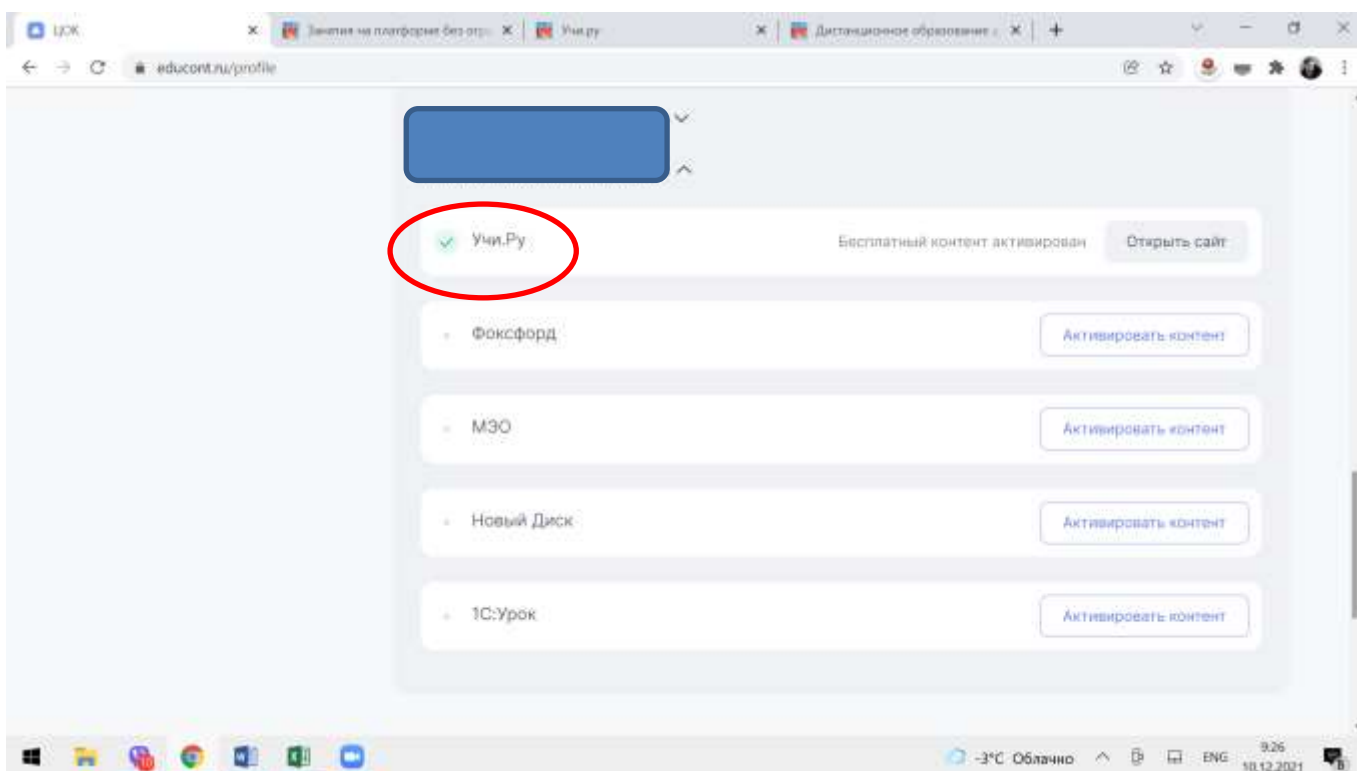 ЦОК
Занятия на платформе без огр
Учи.ру
Дистанционное образование
educont.ru/profile
Учи.Ру
Бесплатный контент активирован
Открыть сайт
Фоксфорд
Активировать контент
МЭО
Активировать контент
Новый Диск
Активировать контент
1С:Урок
Активировать контент
-3°C Облачно
ENG
9:26
10.12.2021